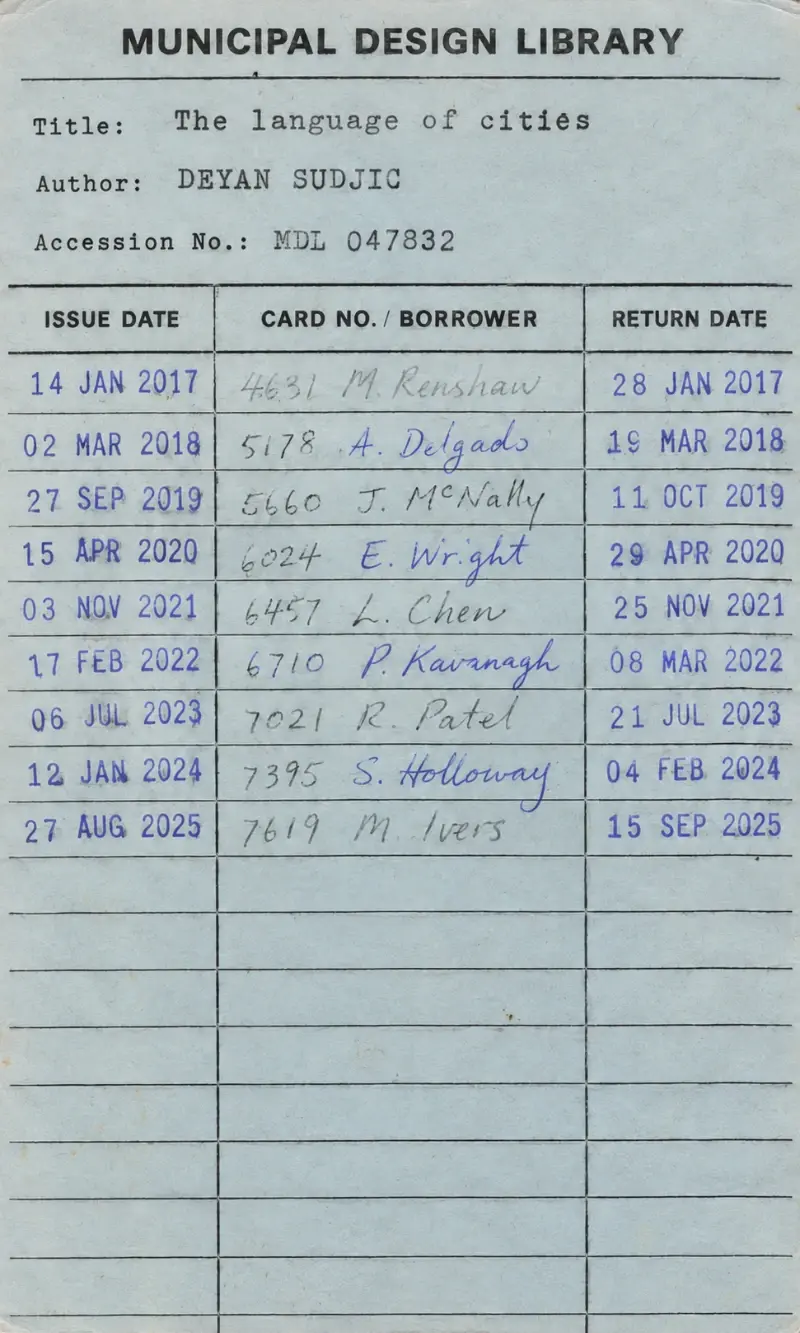 MUNICIPAL DESIGN LIBRARY
Title: The language of cities
Author: DEYAN SUDJIC
Accession No.: MDL 047832
ISSUE DATE CARD NO. / BORROWER RETURN DATE
14 JAN 2017 4631 M. Renshaw 28 JAN 2017
02 MAR 2018 5178 A. Delgado 19 MAR 2018
27 SEP 2019 5660 J. McNally 11 OCT 2019
15 APR 2020 6024 E. Wright 29 APR 2020
03 NOV 2021 6457 L. Chen 25 NOV 2021
17 FEB 2022 6710 P. Kavanagh 08 MAR 2022
06 JUL 2023 7021 R. Patel 21 JUL 2023
12 JAN 2024 7395 S. Holloway 04 FEB 2024
27 AUG 2025 7619 M Ivers 15 SEP 2025